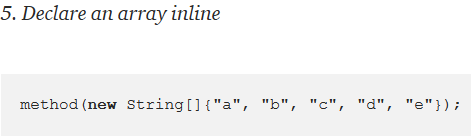 5. Declare an array inline
method(new String[]{"a", "b", "c", "d", "e"});